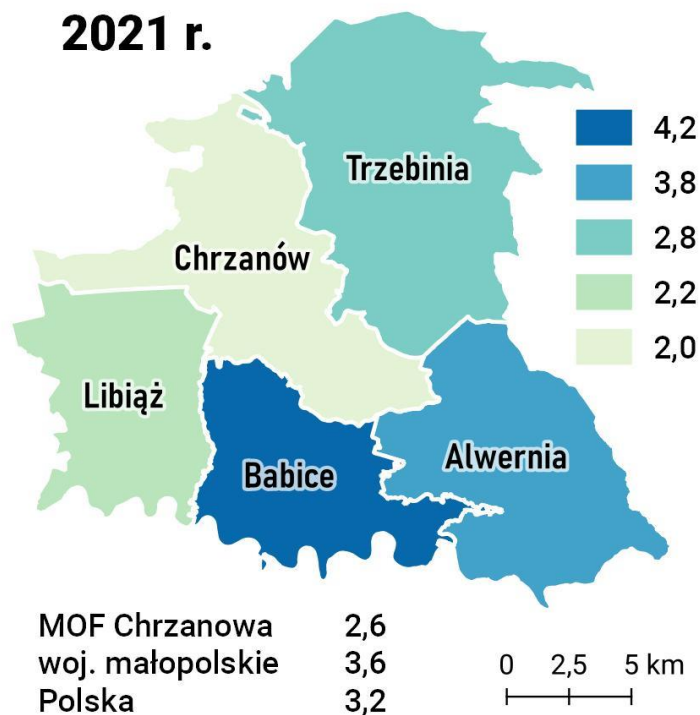 2021 r.
Trzebinia
Chrzanów
Libiąż
Babice
Alwernia
4,2
3,8
2,8
2,2
2,0
MOF Chrzanowa 2,6
woj. małopolskie 3,6
Polska 3,2
0 2,5 5 km